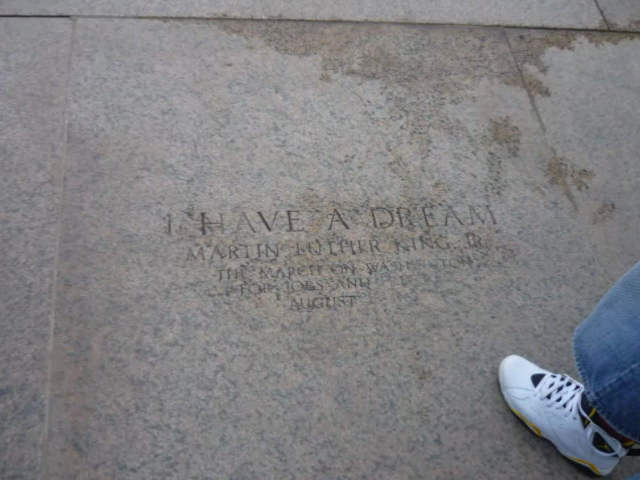 I HAVE A DREAM
MARTIN LUTHER KING, JR.
THE MARCH ON WASHINGTON
FOR JOBS AND
AUGUST